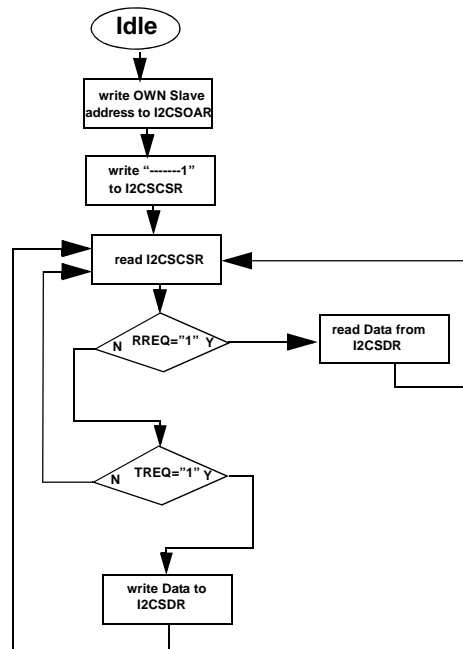 Idle
write OWN Slave
address to I2CSOAR
write “-------1”
to I2CSCSR
read I2CSCSR
N RREQ=”1” Y
read Data from
I2CSDR
N TREQ=”1” Y
write Data to
I2CSDR